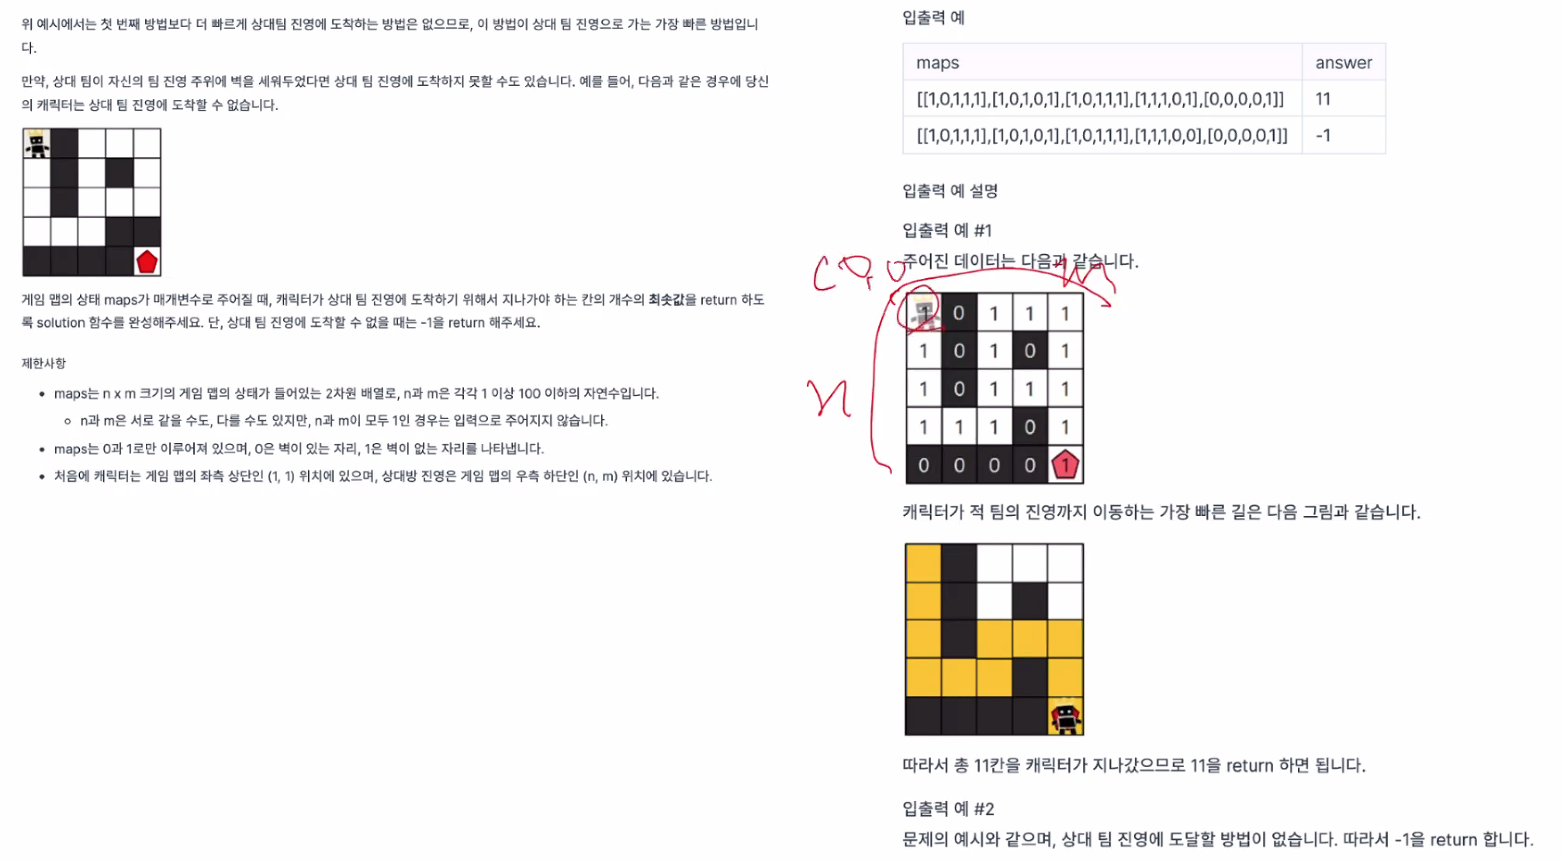 위 예시에서는 첫 번째 방법보다 더 빠르게 상대팀 진영에 도착하는 방법은 없으므로, 이 방법이 상대 팀 진영으로 가는 가장 빠른 방법입니
다.
만약, 상대 팀이 자신의 팀 진영 주위에 벽을 세워두었다면 상대 팀 진영에 도착하지 못할 수도 있습니다. 예를 들어, 다음과 같은 경우에 당신
의 캐릭터는 상대 팀 진영에 도착할 수 없습니다.
게임 맵의 상태 maps가 매개변수로 주어질 때, 캐릭터가 상대 팀 진영에 도착하기 위해서 지나가야 하는 칸의 개수의 최솟값을 return 하도
록 solution 함수를 완성해주세요. 단, 상대 팀 진영에 도착할 수 없을 때는 -1을 return 해주세요.
제한사항
• maps는 n x m 크기의 게임 맵의 상태가 들어있는 2차원 배열로, n과 m은 각각 1 이상 100 이하의 자연수입니다.
◦ n과 m은 서로 같을 수도, 다를 수도 있지만, n과 m이 모두 1인 경우는 입력으로 주어지지 않습니다.
• maps는 0과 1로만 이루어져 있으며, 0은 벽이 있는 자리, 1은 벽이 없는 자리를 나타냅니다.
• 처음에 캐릭터는 게임 맵의 좌측 상단인 (1, 1) 위치에 있으며, 상대방 진영은 게임 맵의 우측 하단인 (n, m) 위치에 있습니다.
입출력 예
maps answer
[[1,0,1,1,1],[1,0,1,0,1],[1,0,1,1,1],[1,1,1,0,1],[0,0,0,0,1]] 11
[[1,0,1,1,1],[1,0,1,0,1],[1,0,1,1,1],[1,1,1,0,0],[0,0,0,0,1]] -1
입출력 예 설명
입출력 예 #1
주어진 데이터는 다음과 같습니다.
0, 0 m
n
1 0 1 1 1
1 0 1 0 1
1 0 1 1 1
1 1 1 0 1
0 0 0 0 1
캐릭터가 적 팀의 진영까지 이동하는 가장 빠른 길은 다음 그림과 같습니다.
따라서 총 11칸을 캐릭터가 지나갔으므로 11을 return 하면 됩니다.
입출력 예 #2
문제의 예시와 같으며, 상대 팀 진영에 도달할 방법이 없습니다. 따라서 -1을 return 합니다.